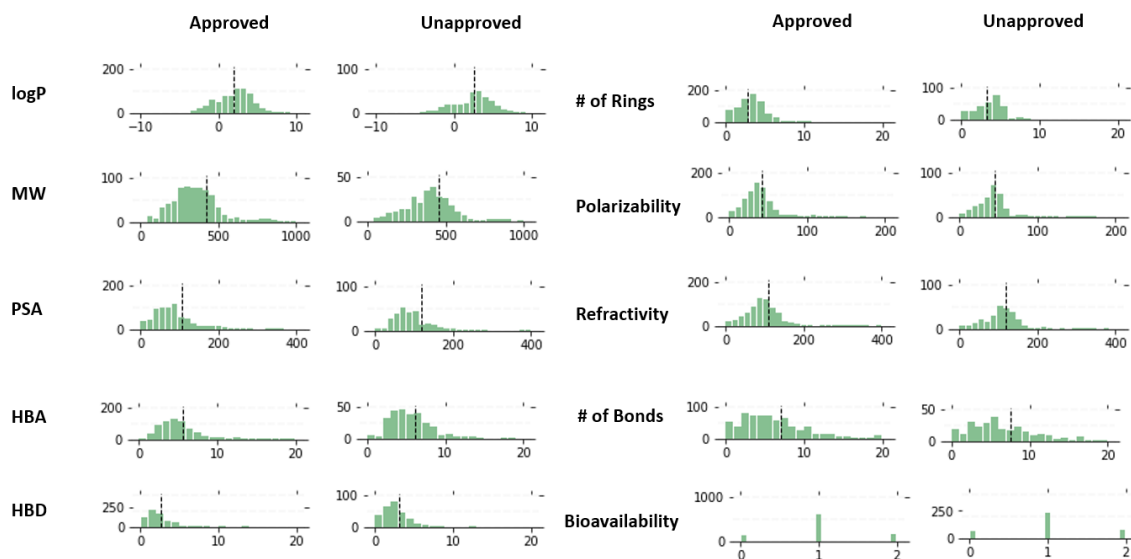 Approved Unapproved Approved Unapproved
logP
200
0
−10 0 10
100
0
−10 0 10
# of Rings
200
100
0
0 10 20
100
0
0 10 20
MW
100
0
0 500 1000
50
0
0 500 1000
Polarizability
200
0
0 100 200
100
50
0
0 100 200
PSA
200
0
0 200 400
100
0
0 200 400
Refractivity
200
0
0 200 400
100
50
0
0 200 400
HBA
200
0
0 10 20
50
0
0 10 20
# of Bonds
100
0
0 10 20
50
0
0 10 20
HBD
250
0
0 10 20
100
0
0 10 20
Bioavailability
1000
0
0 1 2
250
0
0 1 2